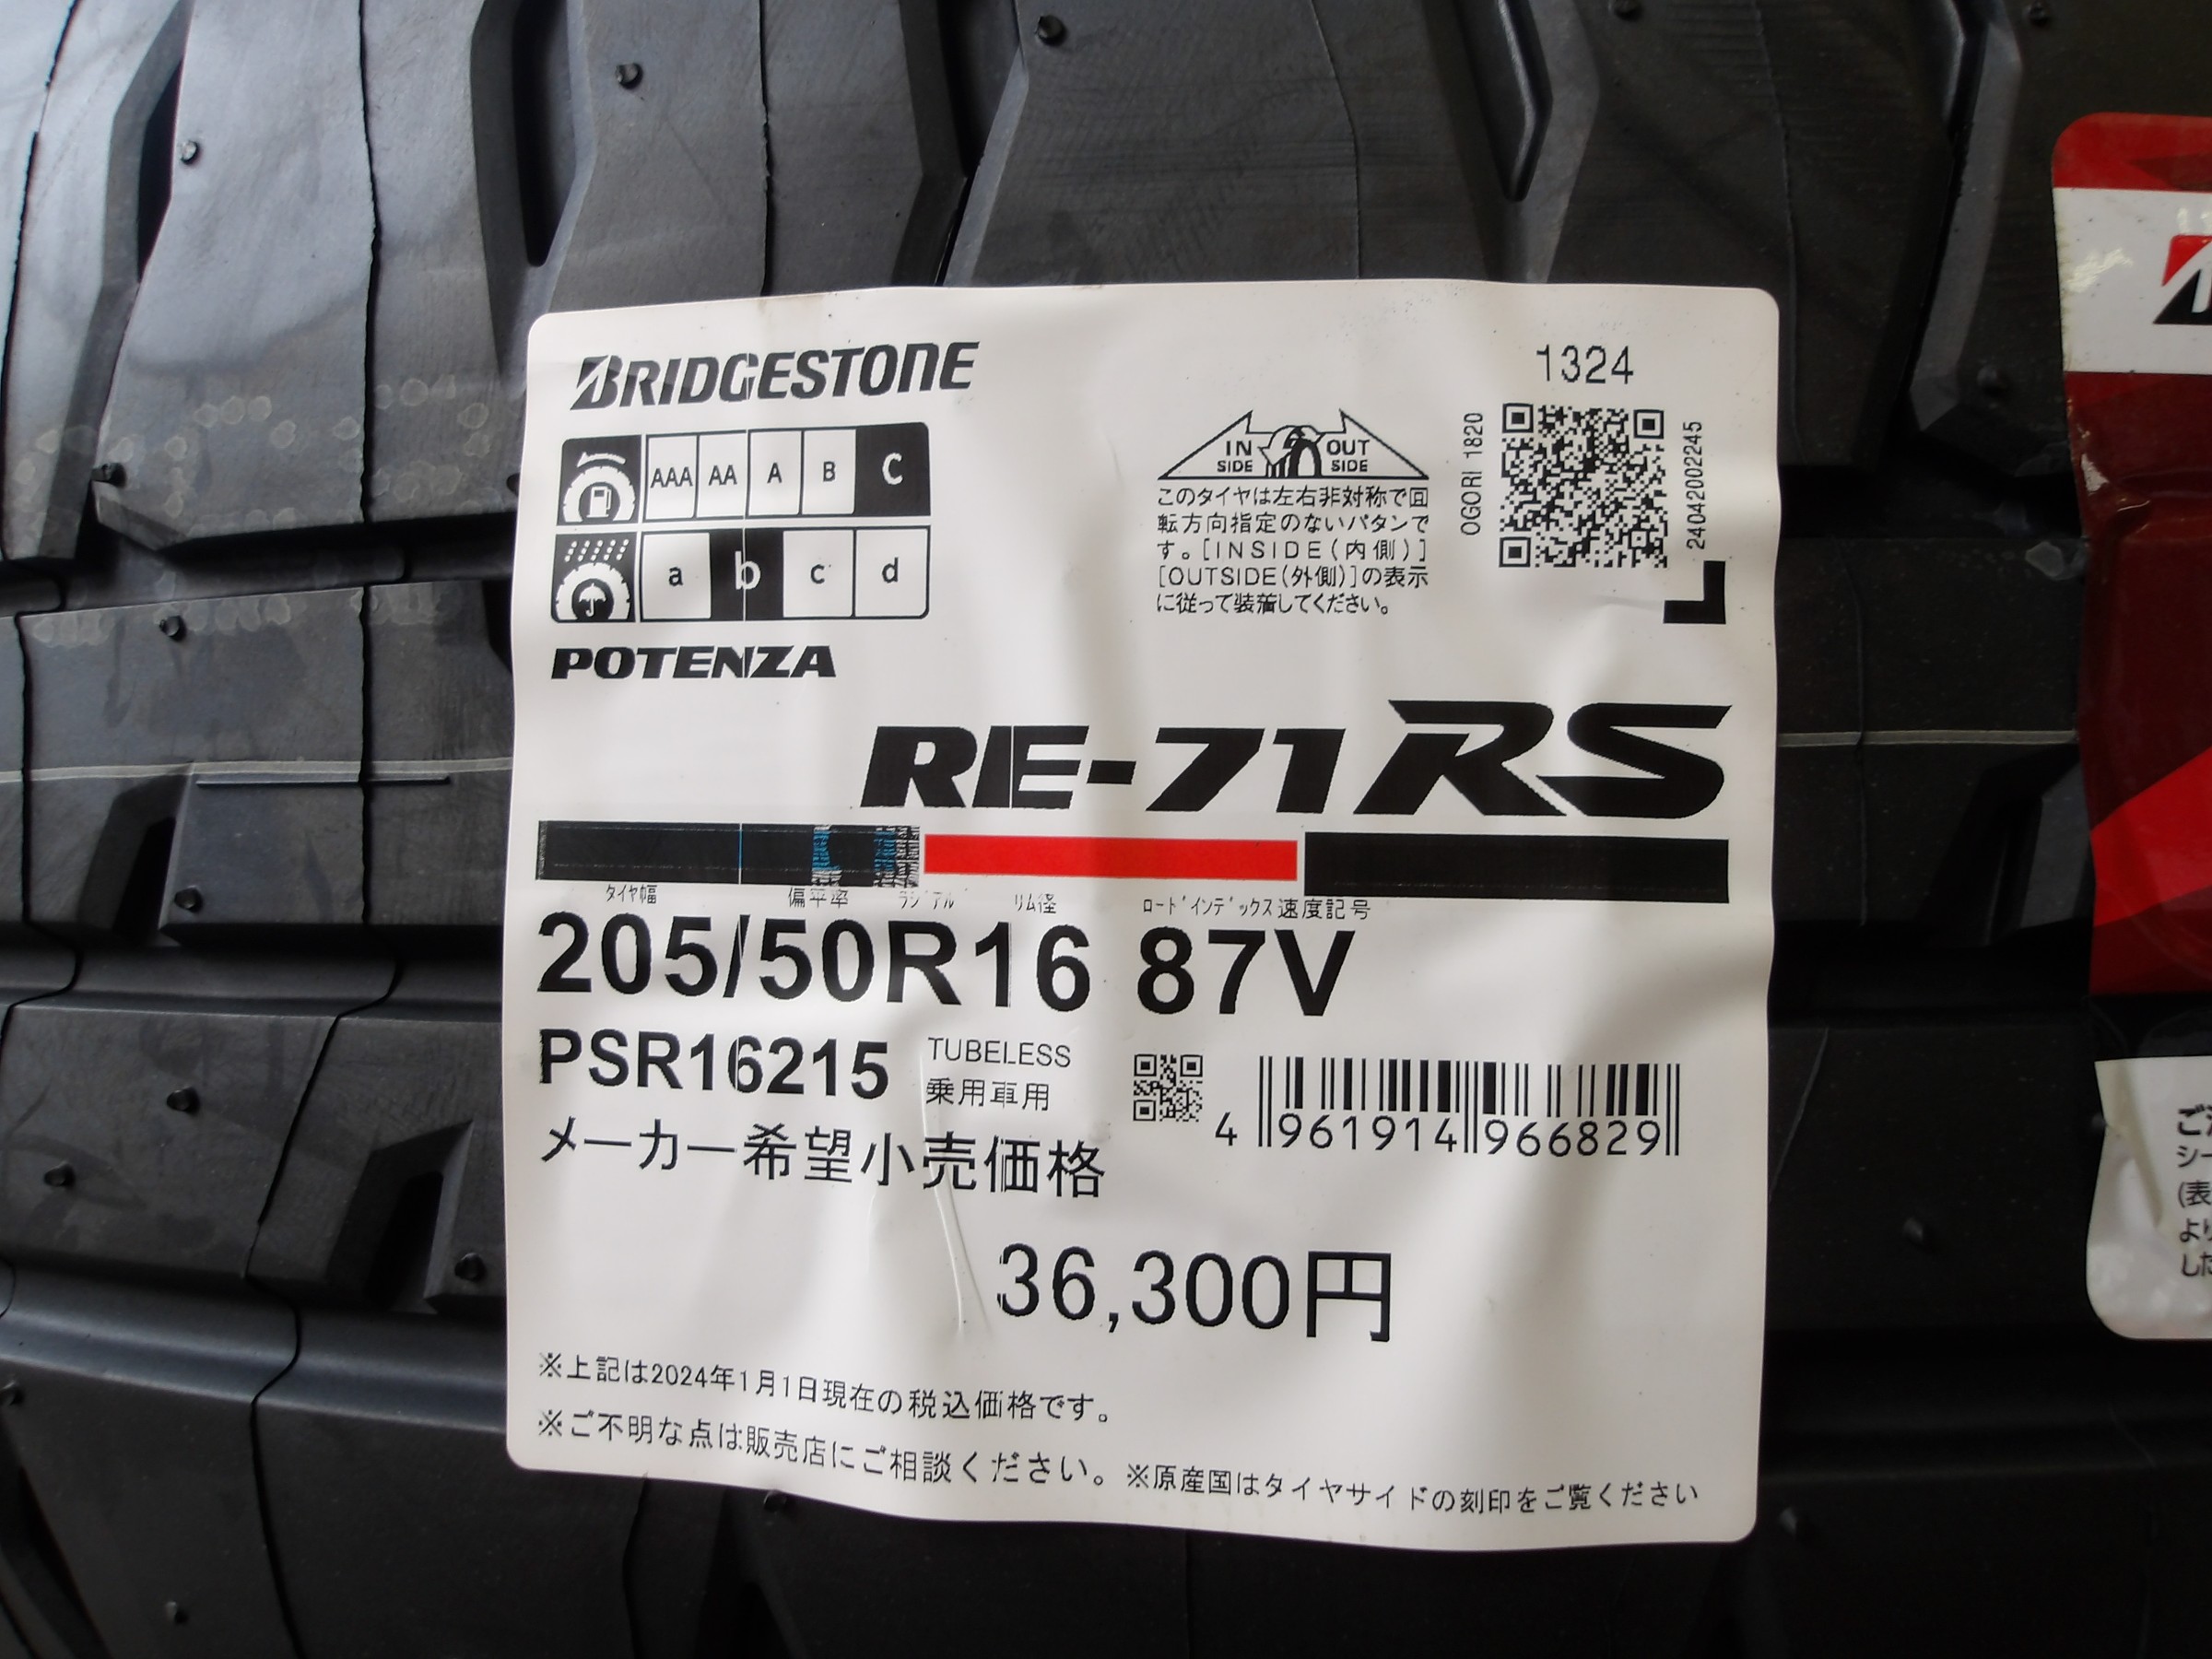 BRIDGESTONE
AAA AA A B C
a b c d
POTENZA
RE-71RS
1324
OGORI 1820
24042002245
IN SIDE OUT SIDE
このタイヤは左右非対称で回
転方向指定のないパタンで
す。[INSIDE(内側)]
[OUTSIDE(外側)]の表示
に従って装着してください。
タイヤ幅 偏平率 ラジアル リム径 ロードインデックス 速度記号
205/50R16 87V
PSR16215
TUBELESS
乗用車用
4 961914 966829
メーカー希望小売価格
36,300円
※上記は2024年1月1日現在の税込価格です。
※ご不明な点は販売店にご相談ください。※原産国はタイヤサイドの刻印をご覧ください
シー
(表
より
した